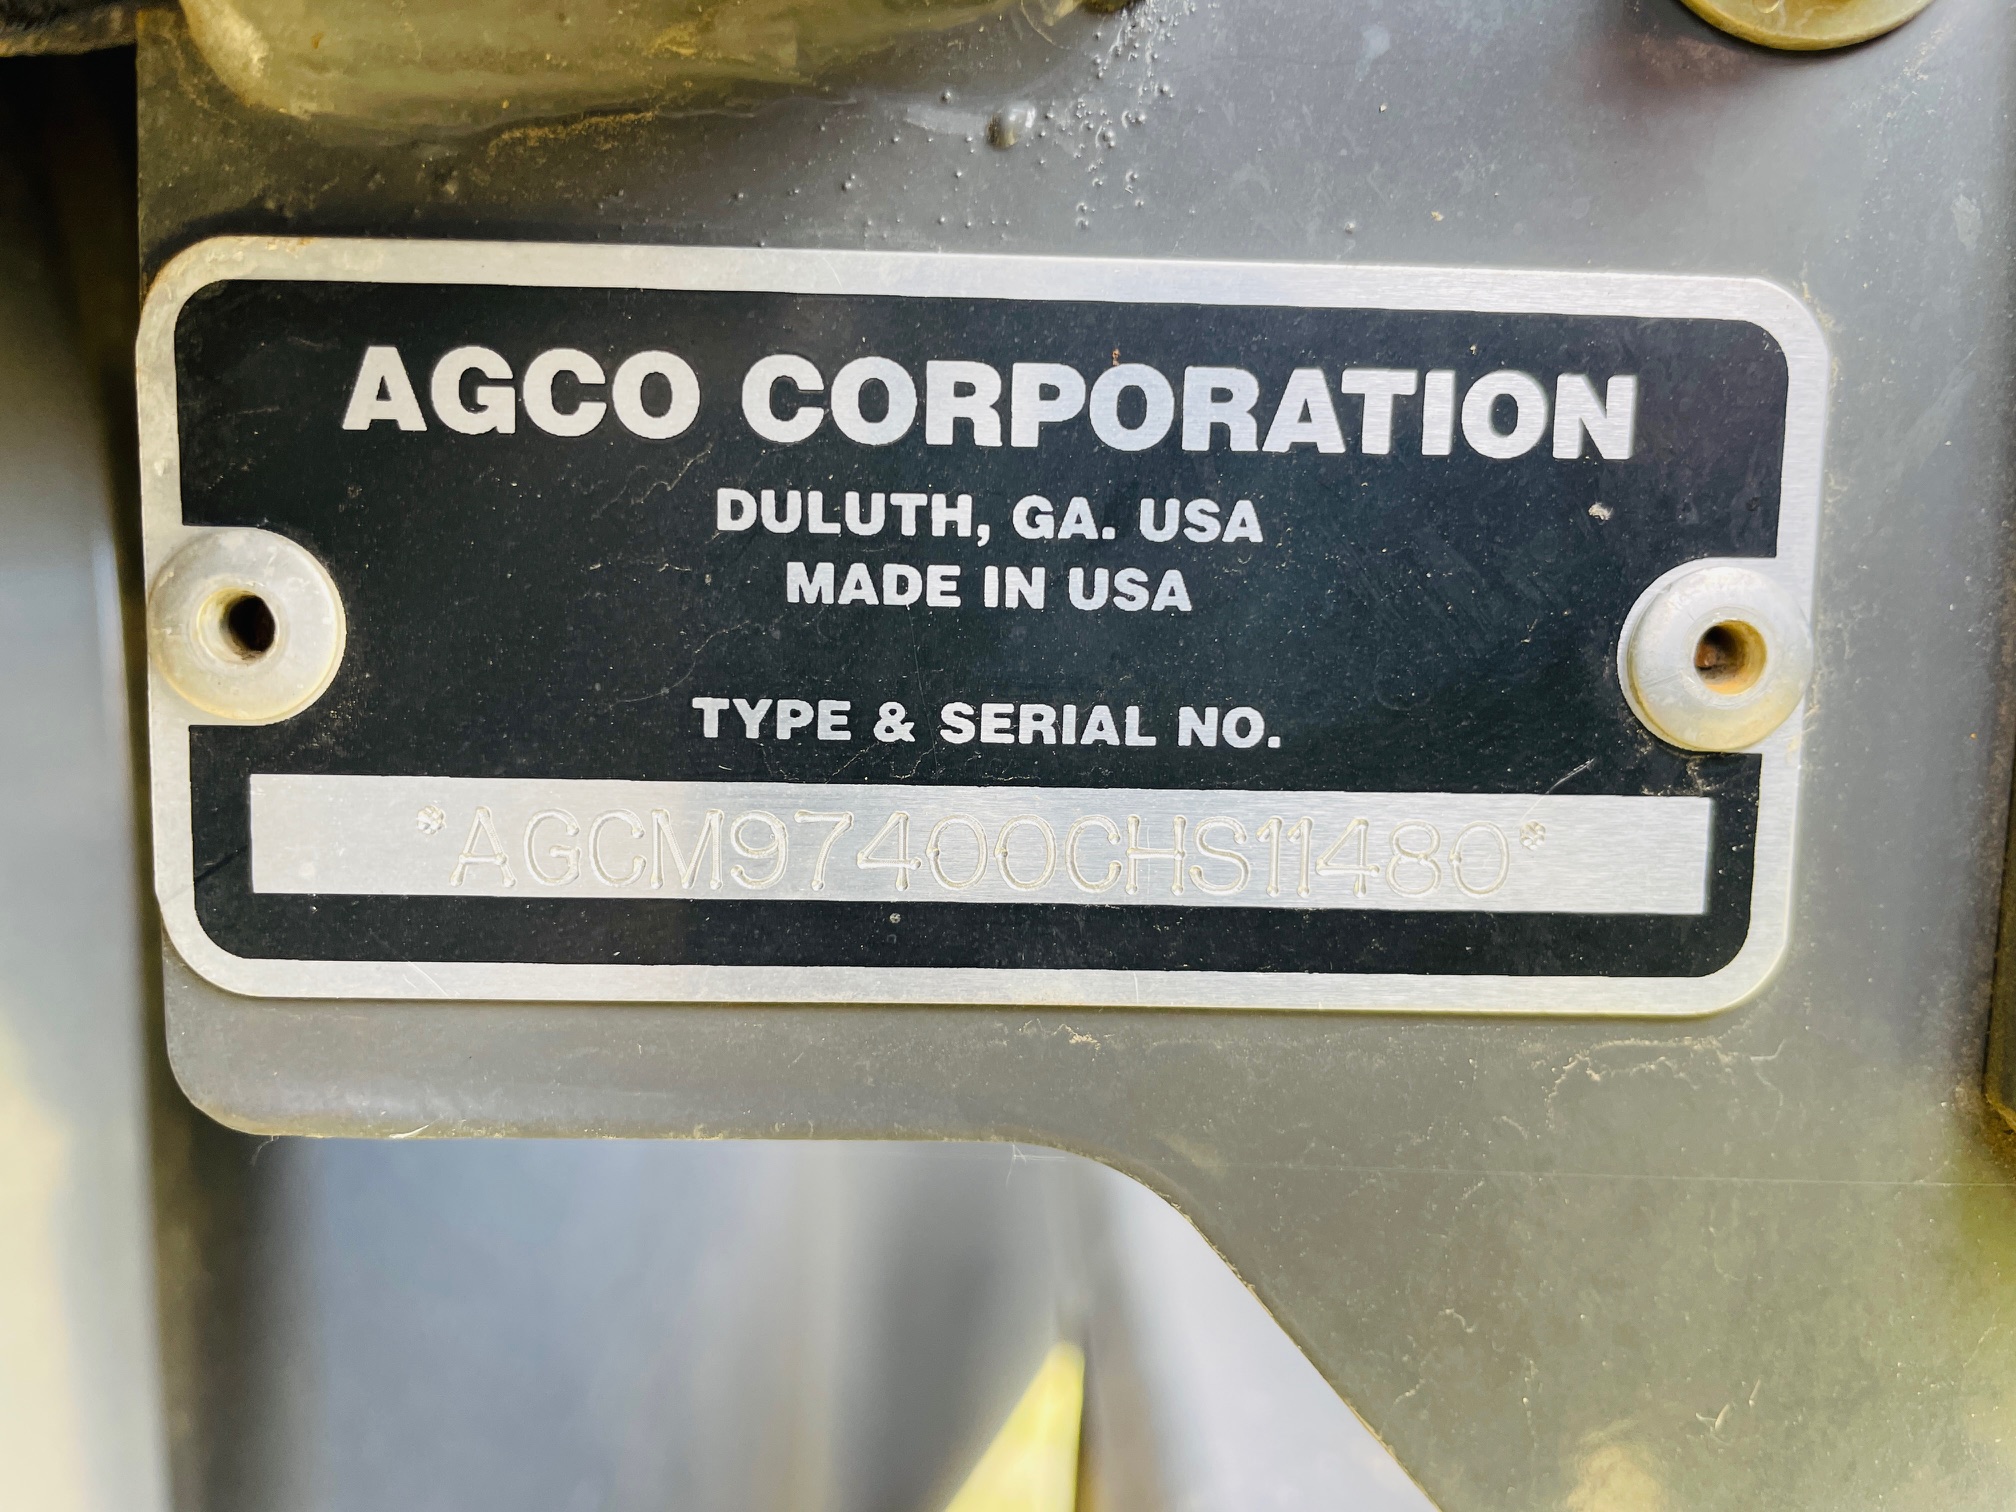 AGCO CORPORATION
DULUTH, GA. USA
MADE IN USA
TYPE & SERIAL NO.
*AGCM97400CHS11480*